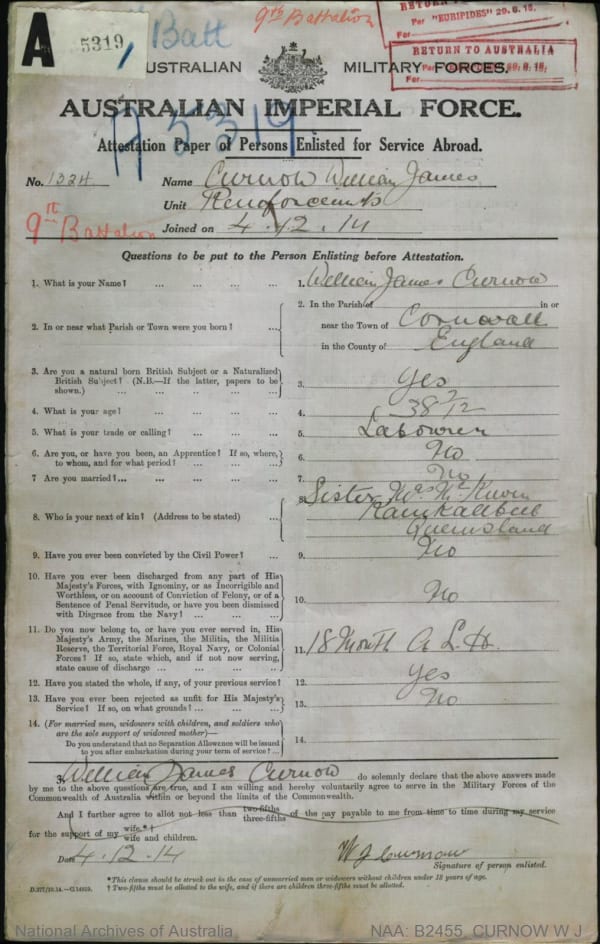 A 5319
Batt
9th Battalion
RETURN TO AUSTRALIA
Per "EURIPIDES" 29.8.15.
For
RETURN TO AUSTRALIA
Per
For
AUSTRALIAN MILITARY FORCES.
AUSTRALIAN IMPERIAL FORCE.
A 5319
Attestation Paper of Persons Enlisted for Service Abroad.
No. 1324 Name Curnow William James
Unit Reinforcements
9th Battalion Joined on 4.12.14
Questions to be put to the Person Enlisting before Attestation.
1. What is your Name? ... ... ... 1. William James Curnow
2. In or near what Parish or Town were you born? ... 2. In the Parish of in or
near the Town of Cornwall
in the County of England
3. Are you a natural born British Subject or a Naturalized
British Subject? (N.B.—If the latter, papers to be
shown.) ... ... ... ... 3. Yes
4. What is your age? ... ... ... ... 4. 38 7/12
5. What is your trade or calling? ... ... ... 5. Labourer
6. Are you, or have you been, an Apprentice? If so, where,
to whom, and for what period? ... ... ... 6. No
7 Are you married? ... ... ... ... 7. No
8. Who is your next of kin? (Address to be stated) ... 8. Sister
Queensland
9. Have you ever been convicted by the Civil Power? ... 9. No
10. Have you ever been discharged from any part of His
Majesty's Forces, with Ignominy, or as Incorrigible and
Worthless, or on account of Conviction of Felony, or of a
Sentence of Penal Servitude, or have you been dismissed
with Disgrace from the Navy? ... ... 10. No
11. Do you now belong to, or have you ever served in, His
Majesty's Army, the Marines, the Militia, the Militia
Reserve, the Territorial Force, Royal Navy, or Colonial
Forces? If so, state which, and if not now serving,
state cause of discharge ... ... ... 11. 18 Month A L H.
12. Have you stated the whole, if any, of your previous service? 12. Yes
13. Have you ever been rejected as unfit for His Majesty's
Service? If so, on what grounds? ... ... ... 13. No
14. (For married men, widowers with children, and soldiers who
are the sole support of widowed mother)—
Do you understand that no Separation Allowance will be issued
to you after embarkation during your term of service? ... 14.
I, William James Curnow do solemnly declare that the above answers made
by me to the above questions are true, and I am willing and hereby voluntarily agree to serve in the Military Forces of the
Commonwealth of Australia within or beyond the limits of the Commonwealth.
And I further agree to allot not less than two-fifths three-fifths of the pay payable to me from time to time during my service
for the support of my wife.*† wife and children.
Date 4.12.14 W J Curnow
Signature of person enlisted.
*This clause should be struck out in the case of unmarried men or widowers without children under 18 years of age.
† Two-fifths must be allotted to the wife, and if there are children three-fifths must be allotted.
D.377/10.14.—C.14919.
National Archives of Australia NAA: B2455, CURNOW W J